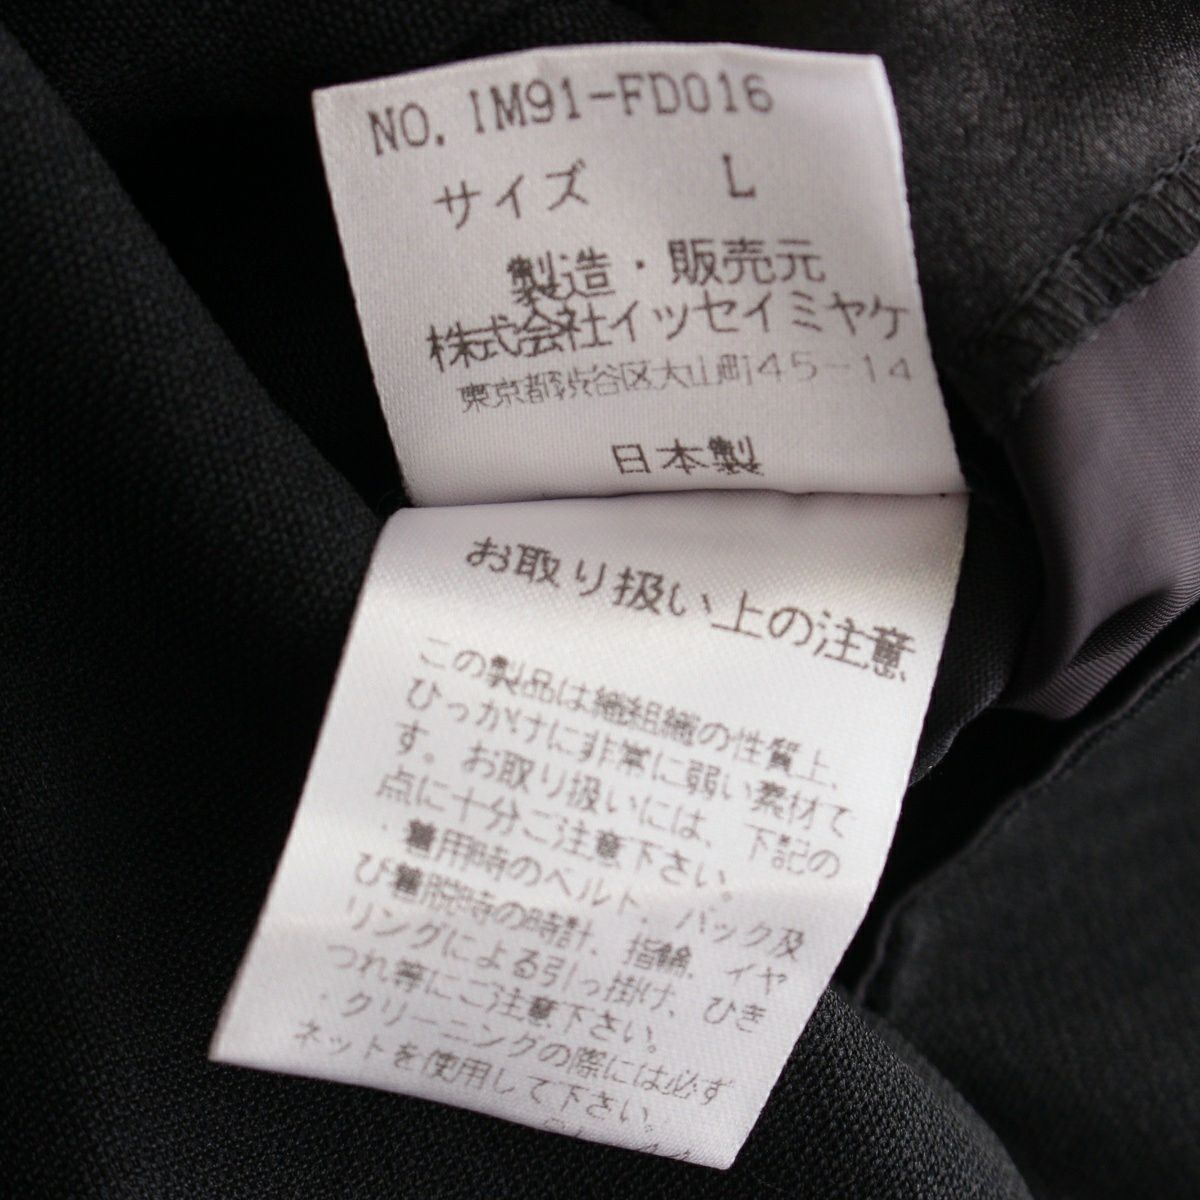 NO. IM91-FD016
サイズ L
製造・販売元
株式会社イッセイミヤケ
東京都渋谷区大山町45-14
日本製
お取り扱い上の注意
この製品は織組織の性質上、
ひっかけに非常に弱い素材で
す。お取り扱いには、下記の
点に十分ご注意下さい。
・着用時のベルト、バック及
び着脱時の時計、指輪、イヤ
リングによる引っ掛け、ひき
つれ等にご注意下さい。
・クリーニングの際には必ず
ネットを使用して下さい。